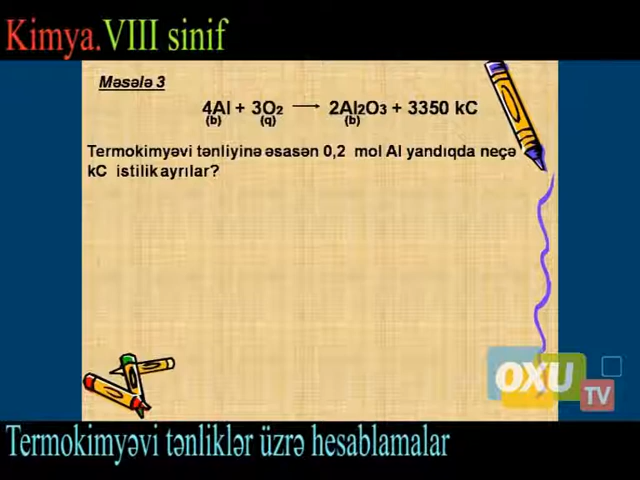 Kimya.VIII sinif
Məsələ 3
4Al + 3O2 → 2Al2O3 + 3350 kC
(b) (q) (b)
Termokimyəvi tənliyinə əsasən 0,2 mol Al yandıqda neçə
kC istilik ayrılar?
OXU
TV
Termokimyəvi tənliklər üzrə hesablamalar